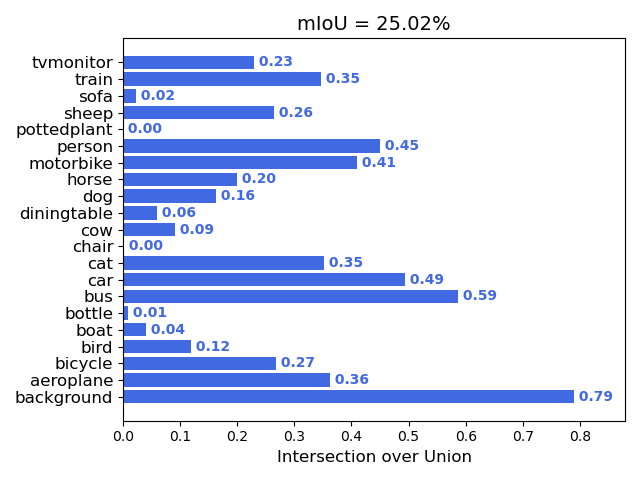 mIoU = 25.02%
tvmonitor 0.23
train 0.35
sofa 0.02
sheep 0.26
pottedplant 0.00
person 0.45
motorbike 0.41
horse 0.20
dog 0.16
diningtable 0.06
cow 0.09
chair 0.00
cat 0.35
car 0.49
bus 0.59
bottle 0.01
boat 0.04
bird 0.12
bicycle 0.27
aeroplane 0.36
background 0.79
0.0 0.1 0.2 0.3 0.4 0.5 0.6 0.7 0.8
Intersection over Union